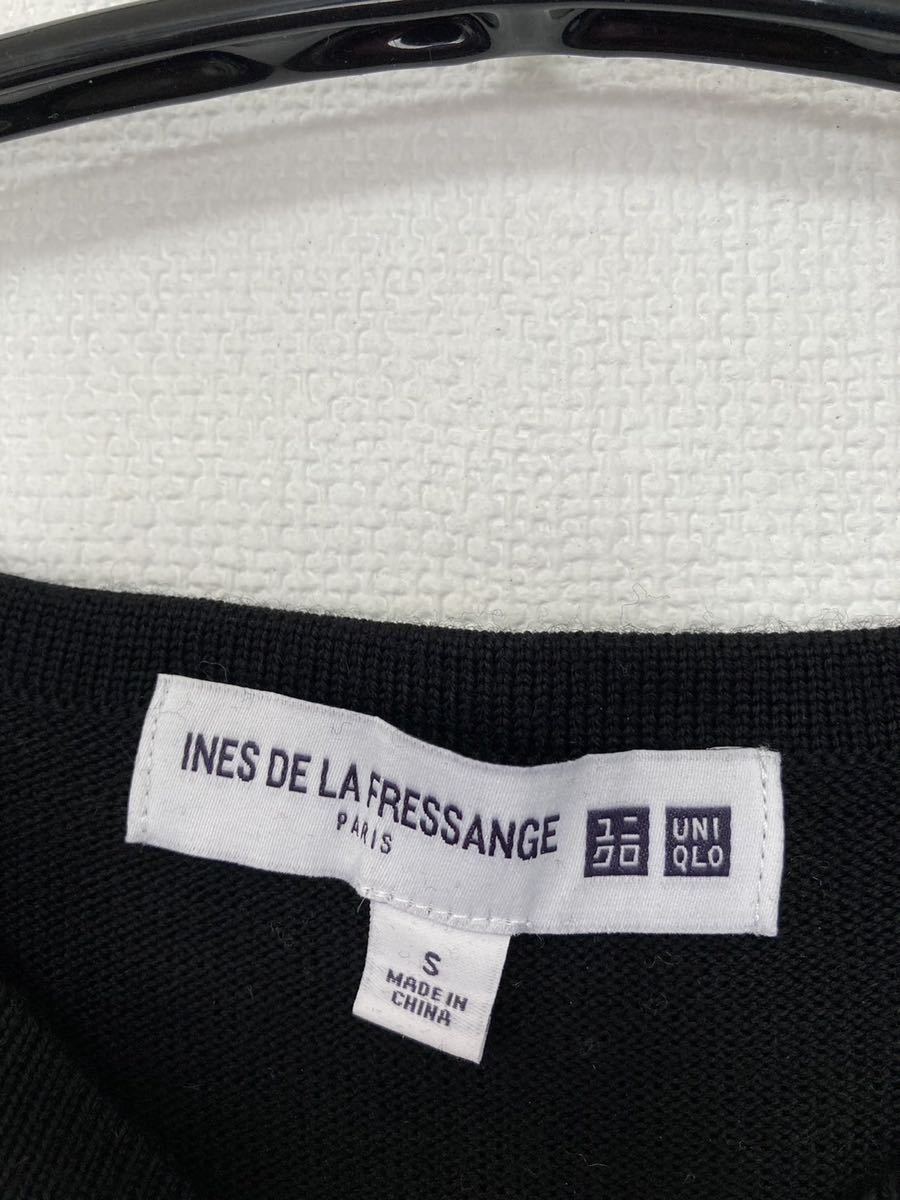 INES DE LA FRESSANGE
PARIS
ユニ
クロ
UNI
QLO
S
MADE IN
CHINA